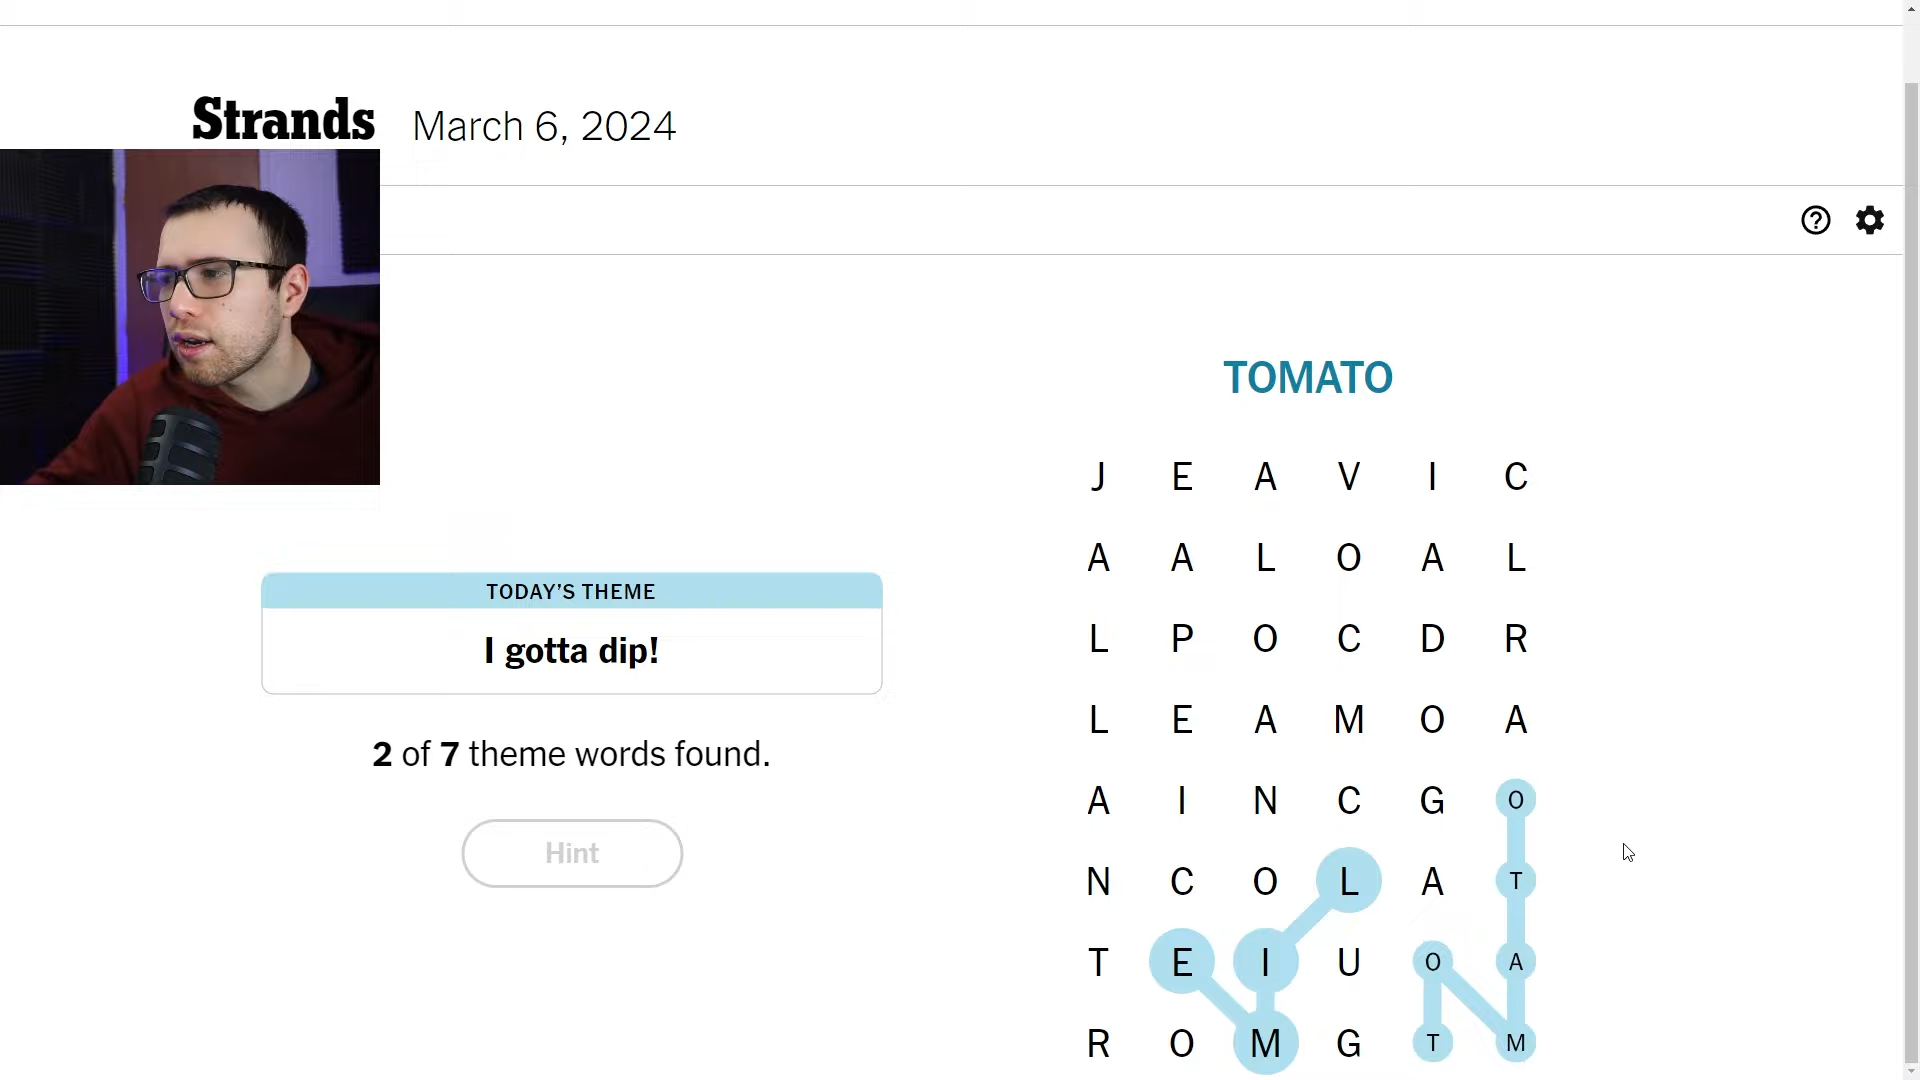 Strands March 6, 2024
TOMATO
J E A V I C
A A L O A L
TODAY'S THEME
I gotta dip!
L P O C D R
L E A M O A
2 of 7 theme words found.
A I N C G O
Hint
N C O L A T
T E I U O A
R O M G T M